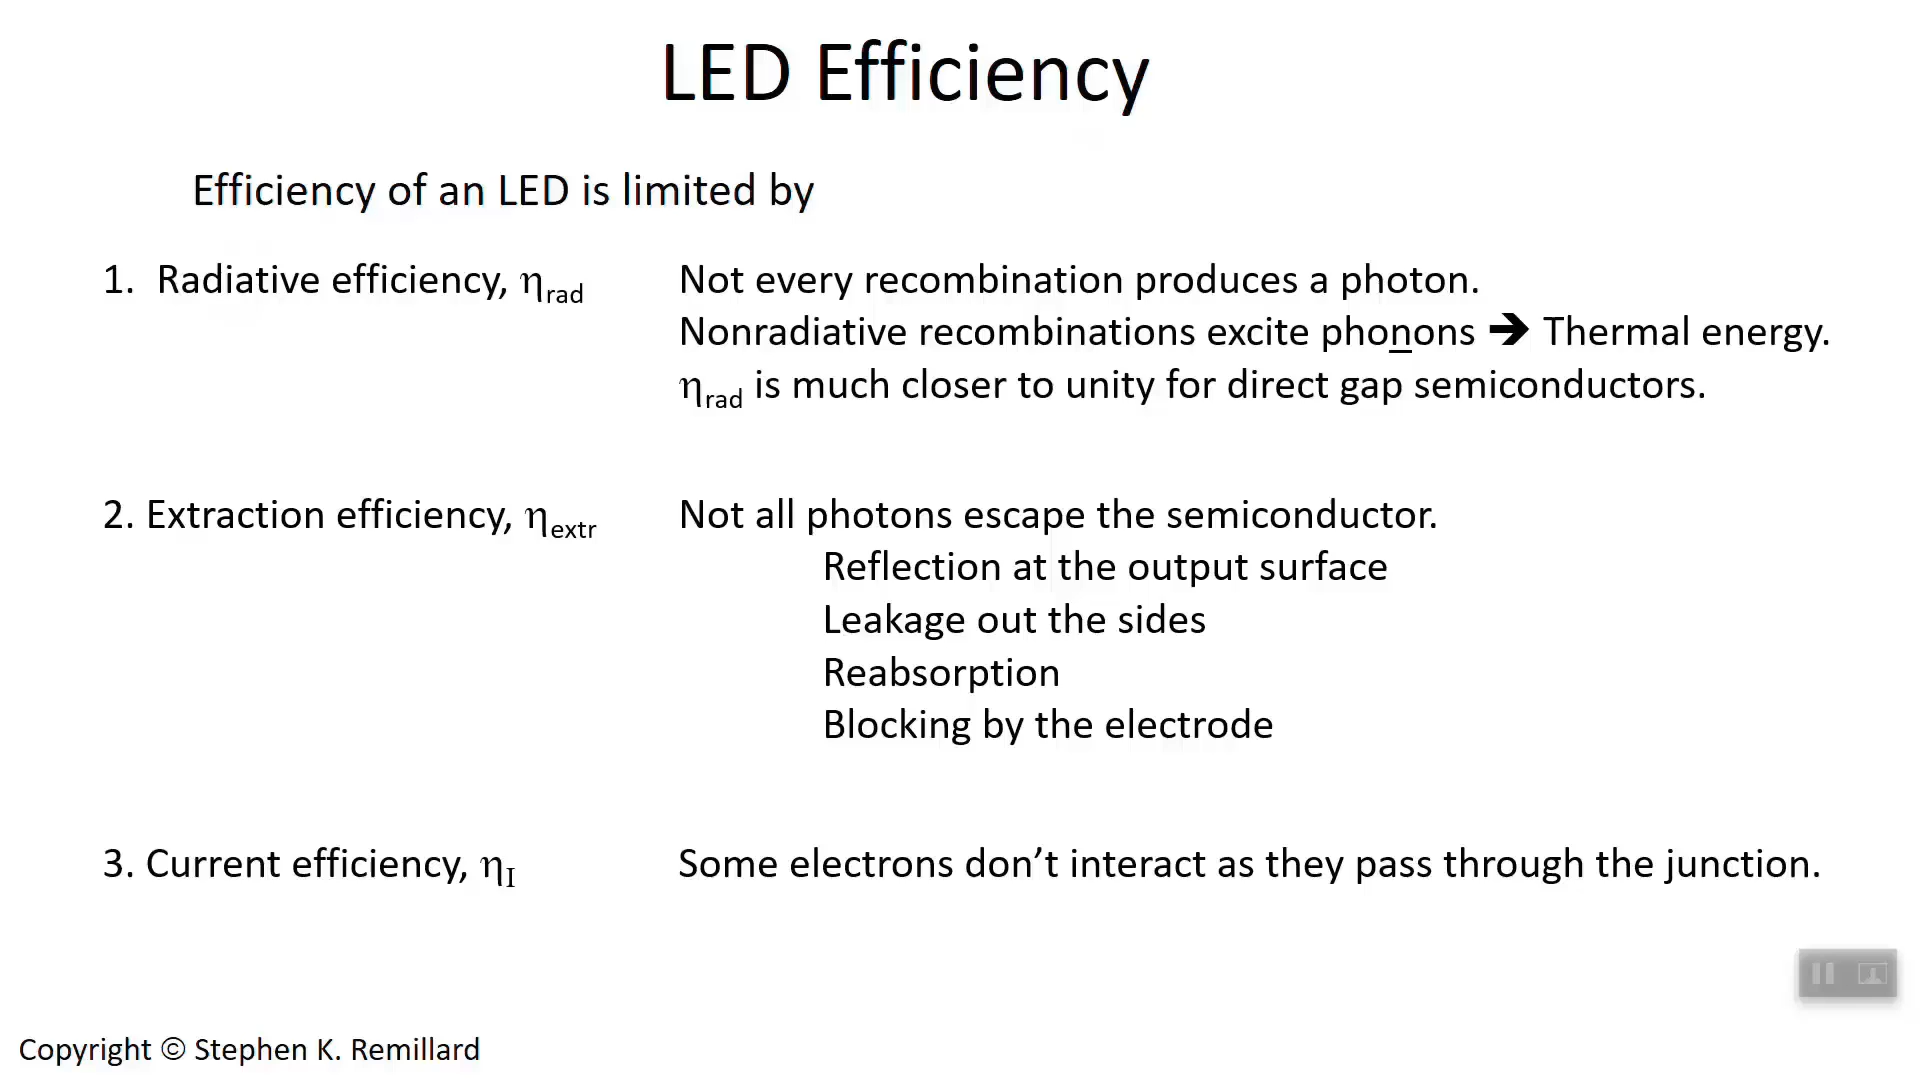 LED Efficiency
Efficiency of an LED is limited by
1. Radiative efficiency, ηrad
Not every recombination produces a photon.
Nonradiative recombinations excite phonons ➔ Thermal energy.
ηrad is much closer to unity for direct gap semiconductors.
2. Extraction efficiency, ηextr
Not all photons escape the semiconductor.
Reflection at the output surface
Leakage out the sides
Reabsorption
Blocking by the electrode
3. Current efficiency, ηI
Some electrons don’t interact as they pass through the junction.
Copyright © Stephen K. Remillard